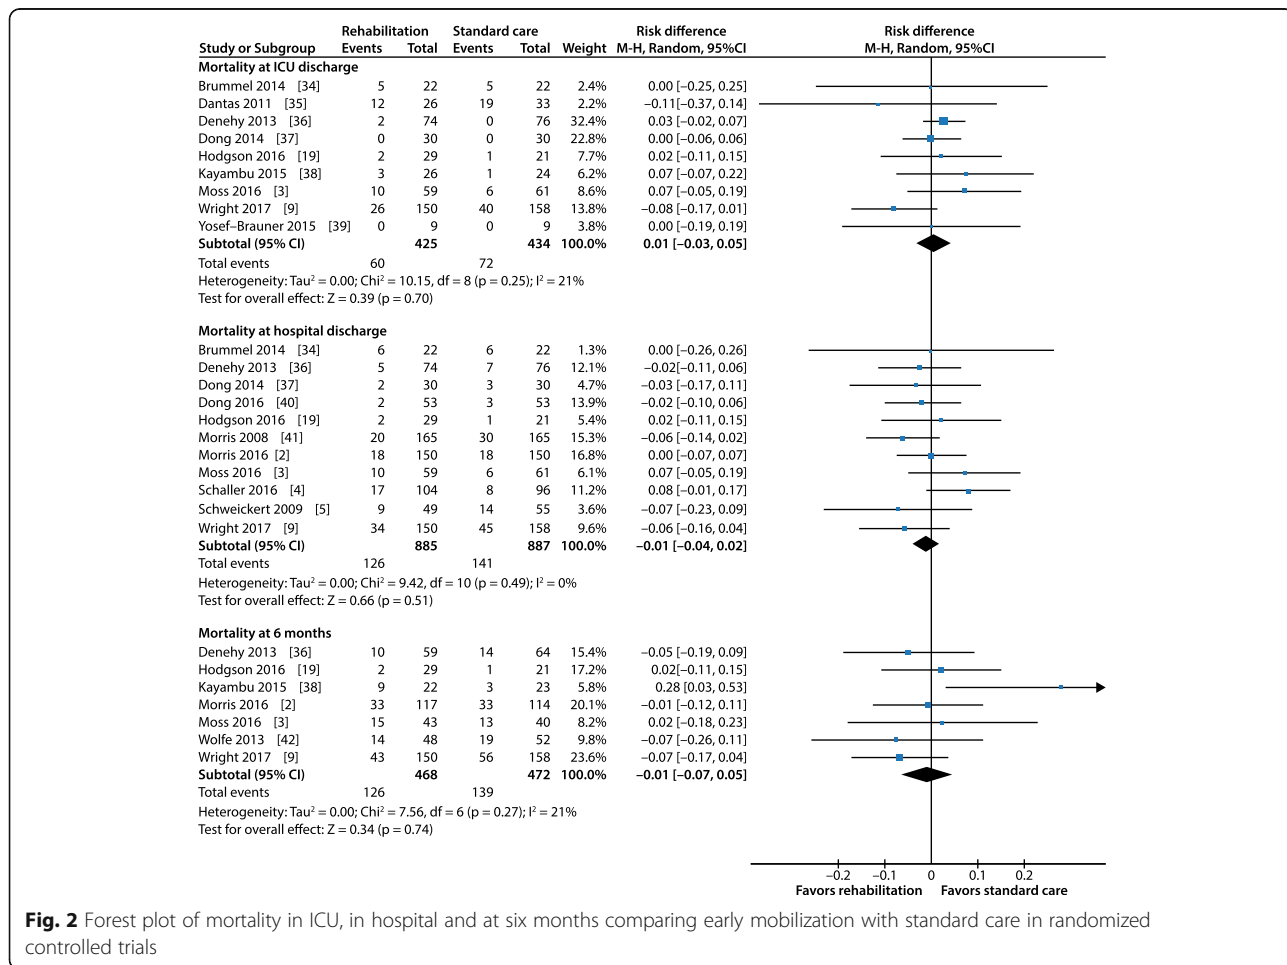 Rehabilitation Standard care Risk difference Risk difference
Study or Subgroup Events Total Events Total Weight M-H, Random, 95%CI M-H, Random, 95%CI
Mortality at ICU discharge
Brummel 2014 [34] 5 22 5 22 2.4% 0.00 [−0.25, 0.25]
Dantas 2011 [35] 12 26 19 33 2.2% −0.11[−0.37, 0.14]
Denehy 2013 [36] 2 74 0 76 32.4% 0.03 [−0.02, 0.07]
Dong 2014 [37] 0 30 0 30 22.8% 0.00 [−0.06, 0.06]
Hodgson 2016 [19] 2 29 1 21 7.7% 0.02 [−0.11, 0.15]
Kayambu 2015 [38] 3 26 1 24 6.2% 0.07 [−0.07, 0.22]
Moss 2016 [3] 10 59 6 61 8.6% 0.07 [−0.05, 0.19]
Wright 2017 [9] 26 150 40 158 13.8% −0.08 [−0.17, 0.01]
Yosef–Brauner 2015 [39] 0 9 0 9 3.8% 0.00 [−0.19, 0.19]
Subtotal (95% CI) 425 434 100.0% 0.01 [−0.03, 0.05]
Total events 60 72
Heterogeneity: Tau² = 0.00; Chi² = 10.15, df = 8 (p = 0.25); I² = 21%
Test for overall effect: Z = 0.39 (p = 0.70)
Mortality at hospital discharge
Brummel 2014 [34] 6 22 6 22 1.3% 0.00 [−0.26, 0.26]
Denehy 2013 [36] 5 74 7 76 12.1% −0.02[−0.11, 0.06]
Dong 2014 [37] 2 30 3 30 4.7% −0.03 [−0.17, 0.11]
Dong 2016 [40] 2 53 3 53 13.9% −0.02 [−0.10, 0.06]
Hodgson 2016 [19] 2 29 1 21 5.4% 0.02 [−0.11, 0.15]
Morris 2008 [41] 20 165 30 165 15.3% −0.06 [−0.14, 0.02]
Morris 2016 [2] 18 150 18 150 16.8% 0.00 [−0.07, 0.07]
Moss 2016 [3] 10 59 6 61 6.1% 0.07 [−0.05, 0.19]
Schaller 2016 [4] 17 104 8 96 11.2% 0.08 [−0.01, 0.17]
Schweickert 2009 [5] 9 49 14 55 3.6% −0.07 [−0.23, 0.09]
Wright 2017 [9] 34 150 45 158 9.6% −0.06 [−0.16, 0.04]
Subtotal (95% CI) 885 887 100.0% −0.01 [−0.04, 0.02]
Total events 126 141
Heterogeneity: Tau² = 0.00; Chi² = 9.42, df = 10 (p = 0.49); I² = 0%
Test for overall effect: Z = 0.66 (p = 0.51)
Mortality at 6 months
Denehy 2013 [36] 10 59 14 64 15.4% −0.05 [−0.19, 0.09]
Hodgson 2016 [19] 2 29 1 21 17.2% 0.02[−0.11, 0.15]
Kayambu 2015 [38] 9 22 3 23 5.8% 0.28 [0.03, 0.53]
Morris 2016 [2] 33 117 33 114 20.1% −0.01 [−0.12, 0.11]
Moss 2016 [3] 15 43 13 40 8.2% 0.02 [−0.18, 0.23]
Wolfe 2013 [42] 14 48 19 52 9.8% −0.07 [−0.26, 0.11]
Wright 2017 [9] 43 150 56 158 23.6% −0.07 [−0.17, 0.04]
Subtotal (95% CI) 468 472 100.0% −0.01 [−0.07, 0.05]
Total events 126 139
Heterogeneity: Tau² = 0.00; Chi² = 7.56, df = 6 (p = 0.27); I² = 21%
Test for overall effect: Z = 0.34 (p = 0.74)
−0.2 −0.1 0 0.1 0.2
Favors rehabilitation Favors standard care
Fig. 2 Forest plot of mortality in ICU, in hospital and at six months comparing early mobilization with standard care in randomized
controlled trials